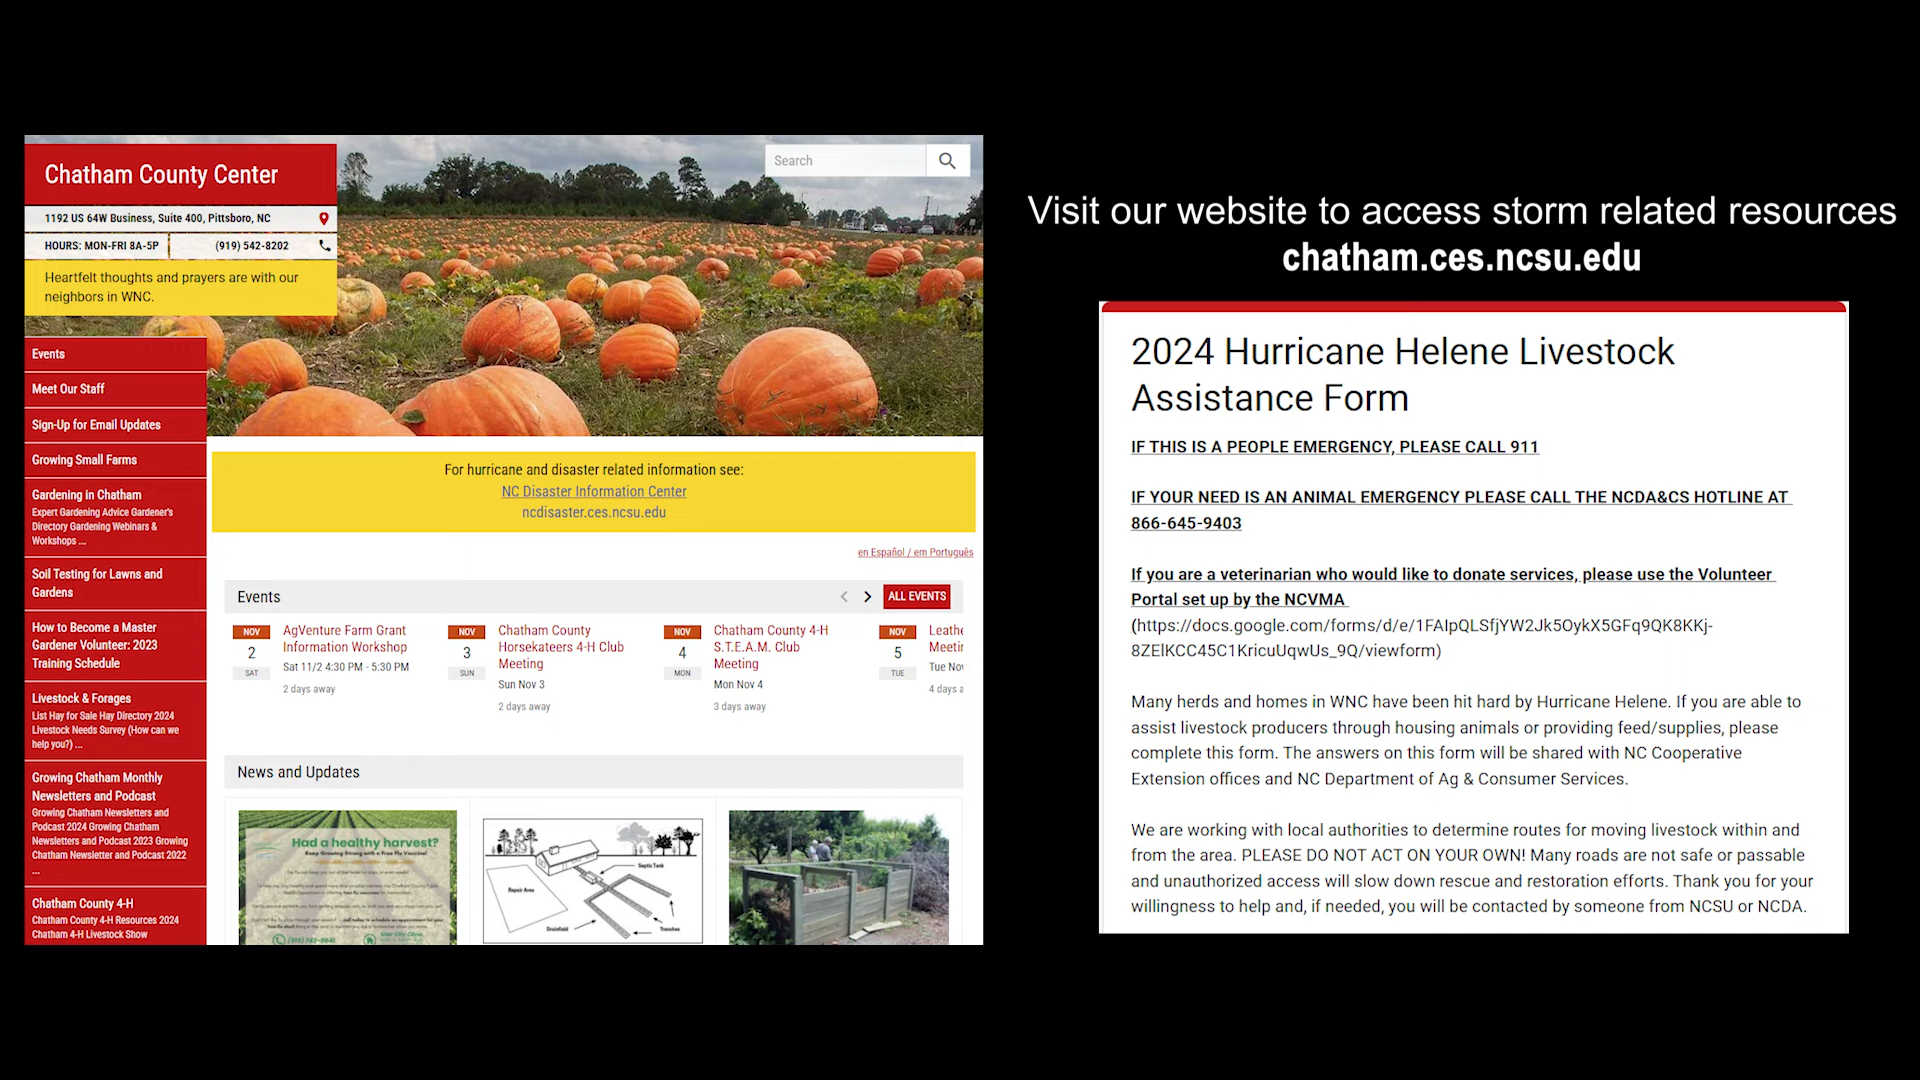 Chatham County Center
1192 US 64W Business, Suite 400, Pittsboro, NC
HOURS: MON-FRI 8A-5P
(919) 542-8202
Heartfelt thoughts and prayers are with our
neighbors in WNC.
Search
Events
Meet Our Staff
Sign-Up for Email Updates
Growing Small Farms
Gardening in Chatham
Expert Gardening Advice Gardener's
Directory Gardening Webinars &
Workshops ...
Soil Testing for Lawns and
Gardens
How to Become a Master
Gardener Volunteer: 2023
Training Schedule
Livestock & Forages
List Hay for Sale Hay Directory 2024
Livestock Needs Survey (How can we
help you?) ...
Growing Chatham Monthly
Newsletters and Podcast
Growing Chatham Newsletters and
Podcast 2024 Growing Chatham
Newsletters and Podcast 2023 Growing
Chatham Newsletter and Podcast 2022
...
Chatham County 4-H
Chatham County 4-H Resources 2024
Chatham 4-H Livestock Show
For hurricane and disaster related information see:
NC Disaster Information Center
ncdisaster.ces.ncsu.edu
en Español / em Português
Events
ALL EVENTS
NOV
2
SAT
AgVenture Farm Grant
Information Workshop
Sat 11/2 4:30 PM - 5:30 PM
2 days away
NOV
3
SUN
Chatham County
Horsekateers 4-H Club
Meeting
Sun Nov 3
2 days away
NOV
4
MON
Chatham County 4-H
S.T.E.A.M. Club
Meeting
Mon Nov 4
3 days away
NOV
5
TUE
Leathe
Meetin
Tue Nov
4 days a
News and Updates
Had a healthy harvest?
Keep Growing Strong with a Free Flu Vaccine!
Septic Tank
Repair Area
Drainfield
Trenches
Visit our website to access storm related resources
chatham.ces.ncsu.edu
2024 Hurricane Helene Livestock
Assistance Form
IF THIS IS A PEOPLE EMERGENCY, PLEASE CALL 911
IF YOUR NEED IS AN ANIMAL EMERGENCY PLEASE CALL THE NCDA&CS HOTLINE AT
866-645-9403
If you are a veterinarian who would like to donate services, please use the Volunteer
Portal set up by the NCVMA
(https://docs.google.com/forms/d/e/1FAIpQLSfjYW2Jk5OykX5GFq9QK8KKj-
8ZElKCC45C1KricuUqwUs_9Q/viewform)
Many herds and homes in WNC have been hit hard by Hurricane Helene. If you are able to
assist livestock producers through housing animals or providing feed/supplies, please
complete this form. The answers on this form will be shared with NC Cooperative
Extension offices and NC Department of Ag & Consumer Services.
We are working with local authorities to determine routes for moving livestock within and
from the area. PLEASE DO NOT ACT ON YOUR OWN! Many roads are not safe or passable
and unauthorized access will slow down rescue and restoration efforts. Thank you for your
willingness to help and, if needed, you will be contacted by someone from NCSU or NCDA.